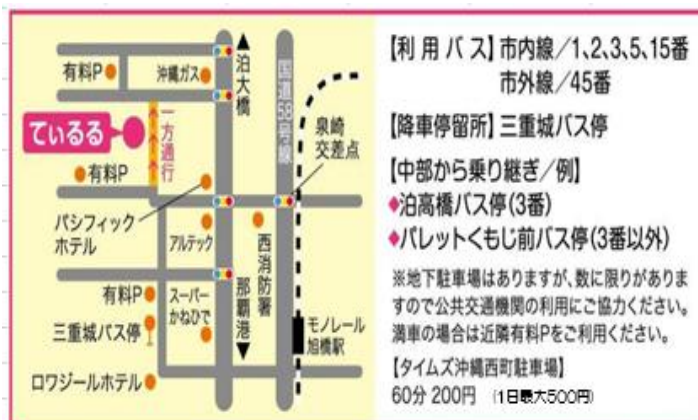 有料P
沖縄ガス
▲泊大橋
国道58号線
ているる
一方通行
有料P
泉崎
交差点
パシフィック
ホテル
アルテック
西消防署
有料P
スーパー
かねひで
那覇港▼
三重城バス停
モノレール
旭橋駅
ロワジールホテル
【利用バス】市内線/1、2、3、5、15番
市外線/45番
【降車停留所】三重城バス停
【中部から乗り継ぎ/例】
◆泊高橋バス停(3番)
◆パレットくもじ前バス停(3番以外)
※地下駐車場はありますが、数に限りがありま
すので公共交通機関の利用にご協力ください。
満車の場合は近隣有料Pをご利用ください。
【タイムズ沖縄西町駐車場】
60分 200円 (1日最大500円)